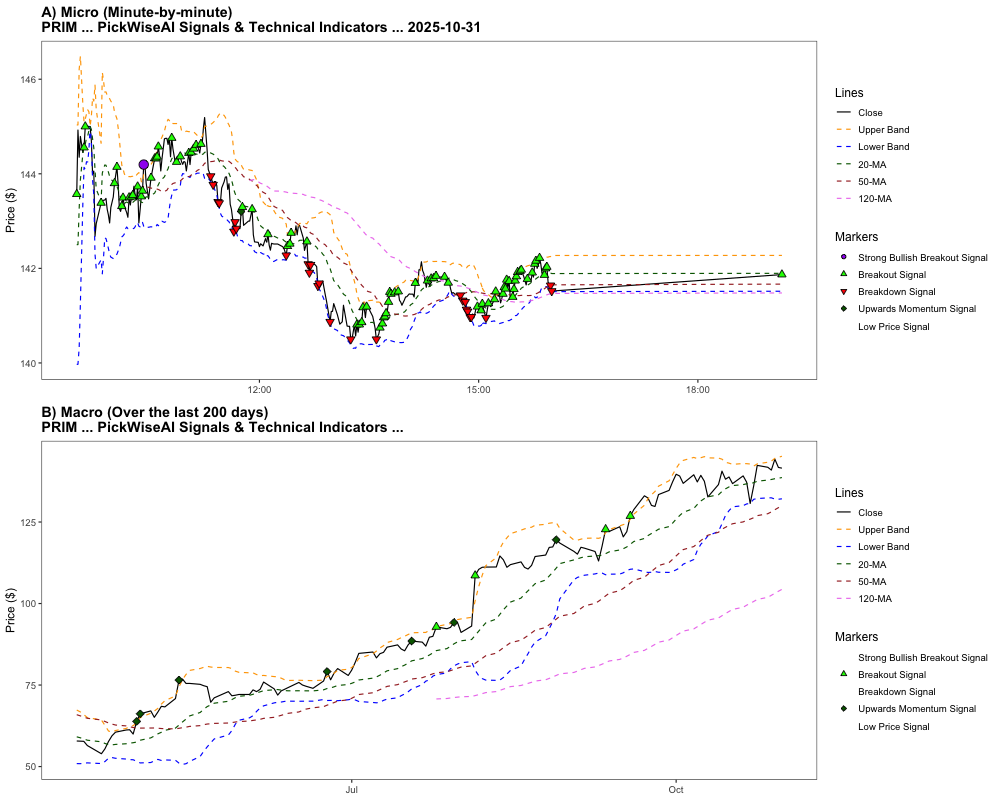 A) Micro (Minute-by-minute)
PRIM ... PickWiseAI Signals & Technical Indicators ... 2025-10-31
Price ($)
146
144
142
140
12:00
15:00
18:00
Lines
Close
Upper Band
Lower Band
20-MA
50-MA
120-MA
Markers
Strong Bullish Breakout Signal
Breakout Signal
Breakdown Signal
Upwards Momentum Signal
Low Price Signal
B) Macro (Over the last 200 days)
PRIM ... PickWiseAI Signals & Technical Indicators ...
Price ($)
125
100
75
50
Jul
Oct
Lines
Close
Upper Band
Lower Band
20-MA
50-MA
120-MA
Markers
Strong Bullish Breakout Signal
Breakout Signal
Breakdown Signal
Upwards Momentum Signal
Low Price Signal